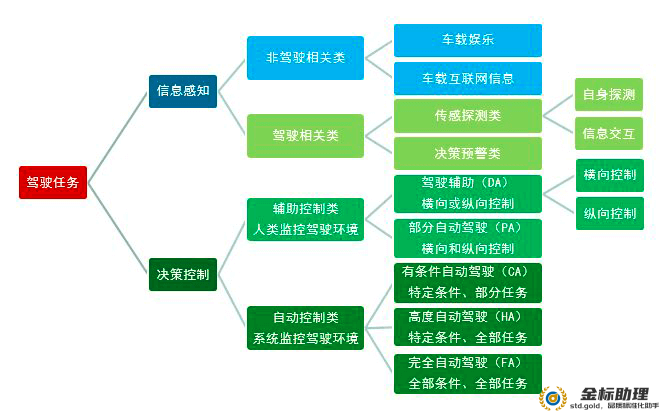 驾驶任务
信息感知
非驾驶相关类
车载娱乐
车载互联网信息
驾驶相关类
传感探测类
自身探测
信息交互
决策预警类
决策控制
辅助控制类
人类监控驾驶环境
驾驶辅助（DA）
横向或纵向控制
横向控制
纵向控制
部分自动驾驶（PA）
横向和纵向控制
自动控制类
系统监控驾驶环境
有条件自动驾驶（CA）
特定条件、部分任务
高度自动驾驶（HA）
特定条件、全部任务
完全自动驾驶（FA）
全部条件、全部任务
金标助理
std.gold，品质标准化助手